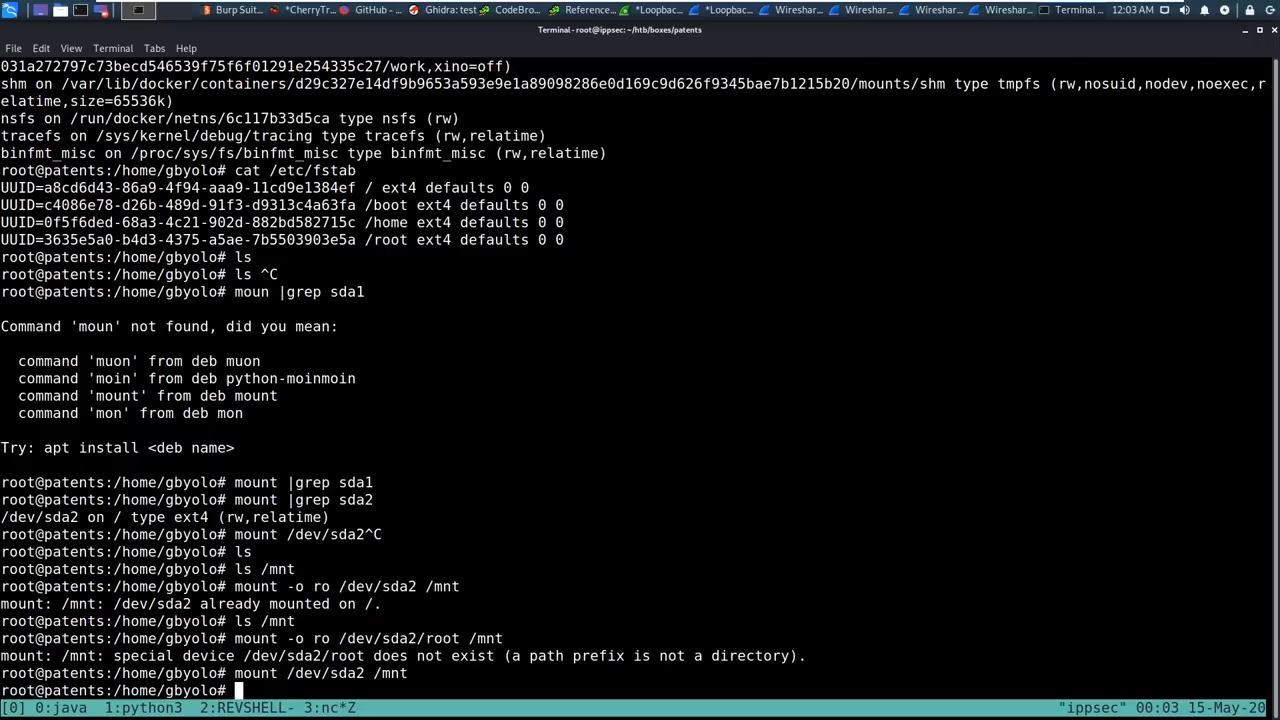 Burp Suit...
*CherryTr...
GitHub - ...
Ghidra: test
CodeBro...
Reference...
*Loopbac...
*Loopbac...
Wireshar...
Wireshar...
Wireshar...
Wireshar...
Terminal ...
12:03 AM
Terminal - root@ippsec: ~/htb/boxes/patents
File Edit View Terminal Tabs Help
031a272797c73becd546539f75f6f01291e254335c27/work,xino=off)
shm on /var/lib/docker/containers/d29c327e14df9b9653a593e9e1a89098286e0d169c9d626f9345bae7b1215b20/mounts/shm type tmpfs (rw,nosuid,nodev,noexec,r
elatime,size=65536k)
nsfs on /run/docker/netns/6c117b33d5ca type nsfs (rw)
tracefs on /sys/kernel/debug/tracing type tracefs (rw,relatime)
binfmt_misc on /proc/sys/fs/binfmt_misc type binfmt_misc (rw,relatime)
root@patents:/home/gbyolo# cat /etc/fstab
UUID=a8cd6d43-86a9-4f94-aaa9-11cd9e1384ef / ext4 defaults 0 0
UUID=c4086e78-d26b-489d-91f3-d9313c4a63fa /boot ext4 defaults 0 0
UUID=0f5f6ded-68a3-4c21-902d-882bd582715c /home ext4 defaults 0 0
UUID=3635e5a0-b4d3-4375-a5ae-7b5503903e5a /root ext4 defaults 0 0
root@patents:/home/gbyolo# ls
root@patents:/home/gbyolo# ls ^C
root@patents:/home/gbyolo# moun |grep sda1
Command 'moun' not found, did you mean:
command 'muon' from deb muon
command 'moin' from deb python-moinmoin
command 'mount' from deb mount
command 'mon' from deb mon
Try: apt install <deb name>
root@patents:/home/gbyolo# mount |grep sda1
root@patents:/home/gbyolo# mount |grep sda2
/dev/sda2 on / type ext4 (rw,relatime)
root@patents:/home/gbyolo# mount /dev/sda2^C
root@patents:/home/gbyolo# ls
root@patents:/home/gbyolo# ls /mnt
root@patents:/home/gbyolo# mount -o ro /dev/sda2 /mnt
mount: /mnt: /dev/sda2 already mounted on /.
root@patents:/home/gbyolo# ls /mnt
root@patents:/home/gbyolo# mount -o ro /dev/sda2/root /mnt
mount: /mnt: special device /dev/sda2/root does not exist (a path prefix is not a directory).
root@patents:/home/gbyolo# mount /dev/sda2 /mnt
root@patents:/home/gbyolo#
[0] 0:java 1:python3 2:REVSHELL- 3:nc*Z "ippsec" 00:03 15-May-20